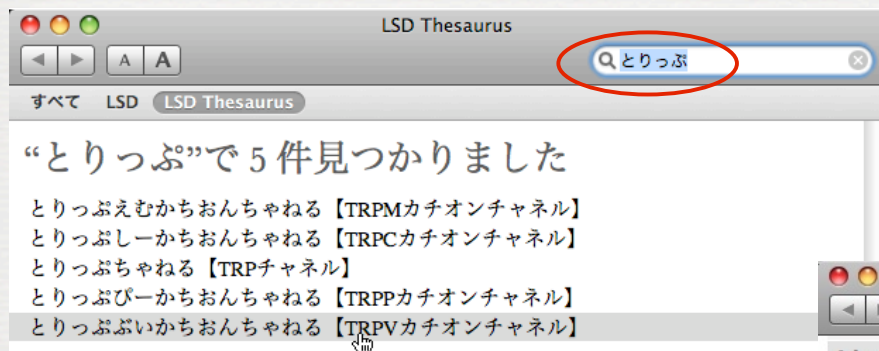 LSD Thesaurus
A A とりっぷ
すべて LSD LSD Thesaurus
“とりっぷ”で 5 件見つかりました
とりっぷえむかちおんちゃねる【TRPMカチオンチャネル】
とりっぷしーかちおんちゃねる【TRPCカチオンチャネル】
とりっぷちゃねる【TRPチャネル】
とりっぷぴーかちおんちゃねる【TRPPカチオンチャネル】
とりっぷぶいかちおんちゃねる【TRPVカチオンチャネル】